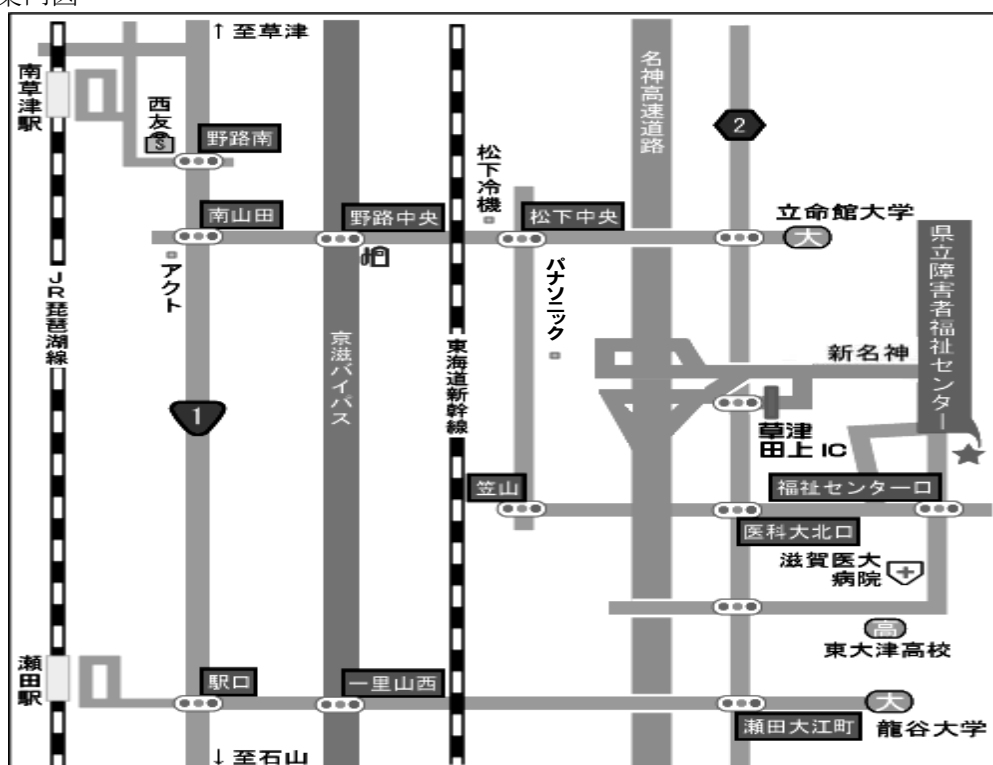 案内図
↑至草津
南草津駅
西友
S
野路南
名神高速道路
2
松下冷機
南山田
野路中央
松下中央
立命館大学
大
県立障害者福祉センター
アクト
パナソニック
JR琵琶湖線
京滋バイパス
東海道新幹線
新名神
1
草津
田上IC
笠山
福祉センター口
医科大北口
滋賀医大
病院
高
東大津高校
瀬田駅
駅口
一里山西
大
瀬田大江町
龍谷大学
↓至石山